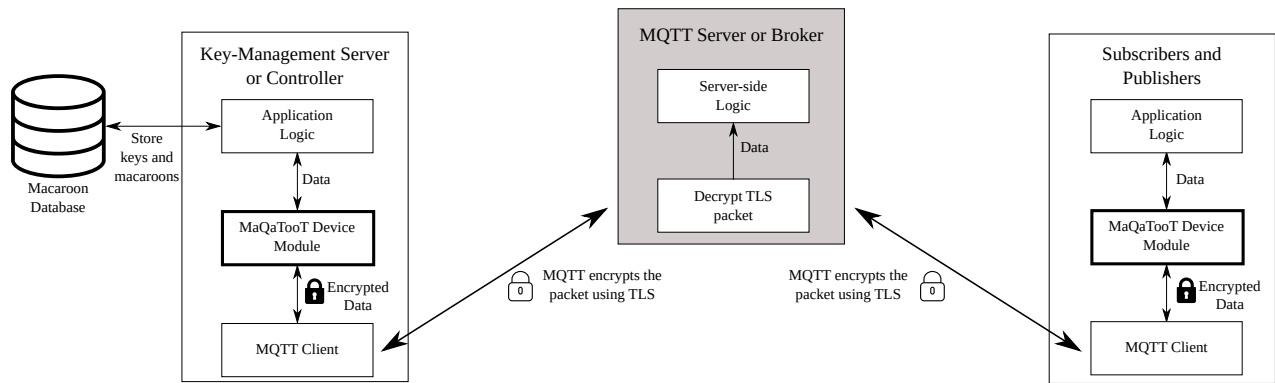 Macaroon
Database
Store
keys and
macaroons
Key-Management Server
or Controller
Application
Logic
Data
MaQaTooT Device
Module
Encrypted
Data
MQTT Client
MQTT encrypts the
packet using TLS
MQTT Server or Broker
Server-side
Logic
Data
Decrypt TLS
packet
MQTT encrypts the
packet using TLS
Subscribers and
Publishers
Application
Logic
Data
MaQaTooT Device
Module
Encrypted
Data
MQTT Client